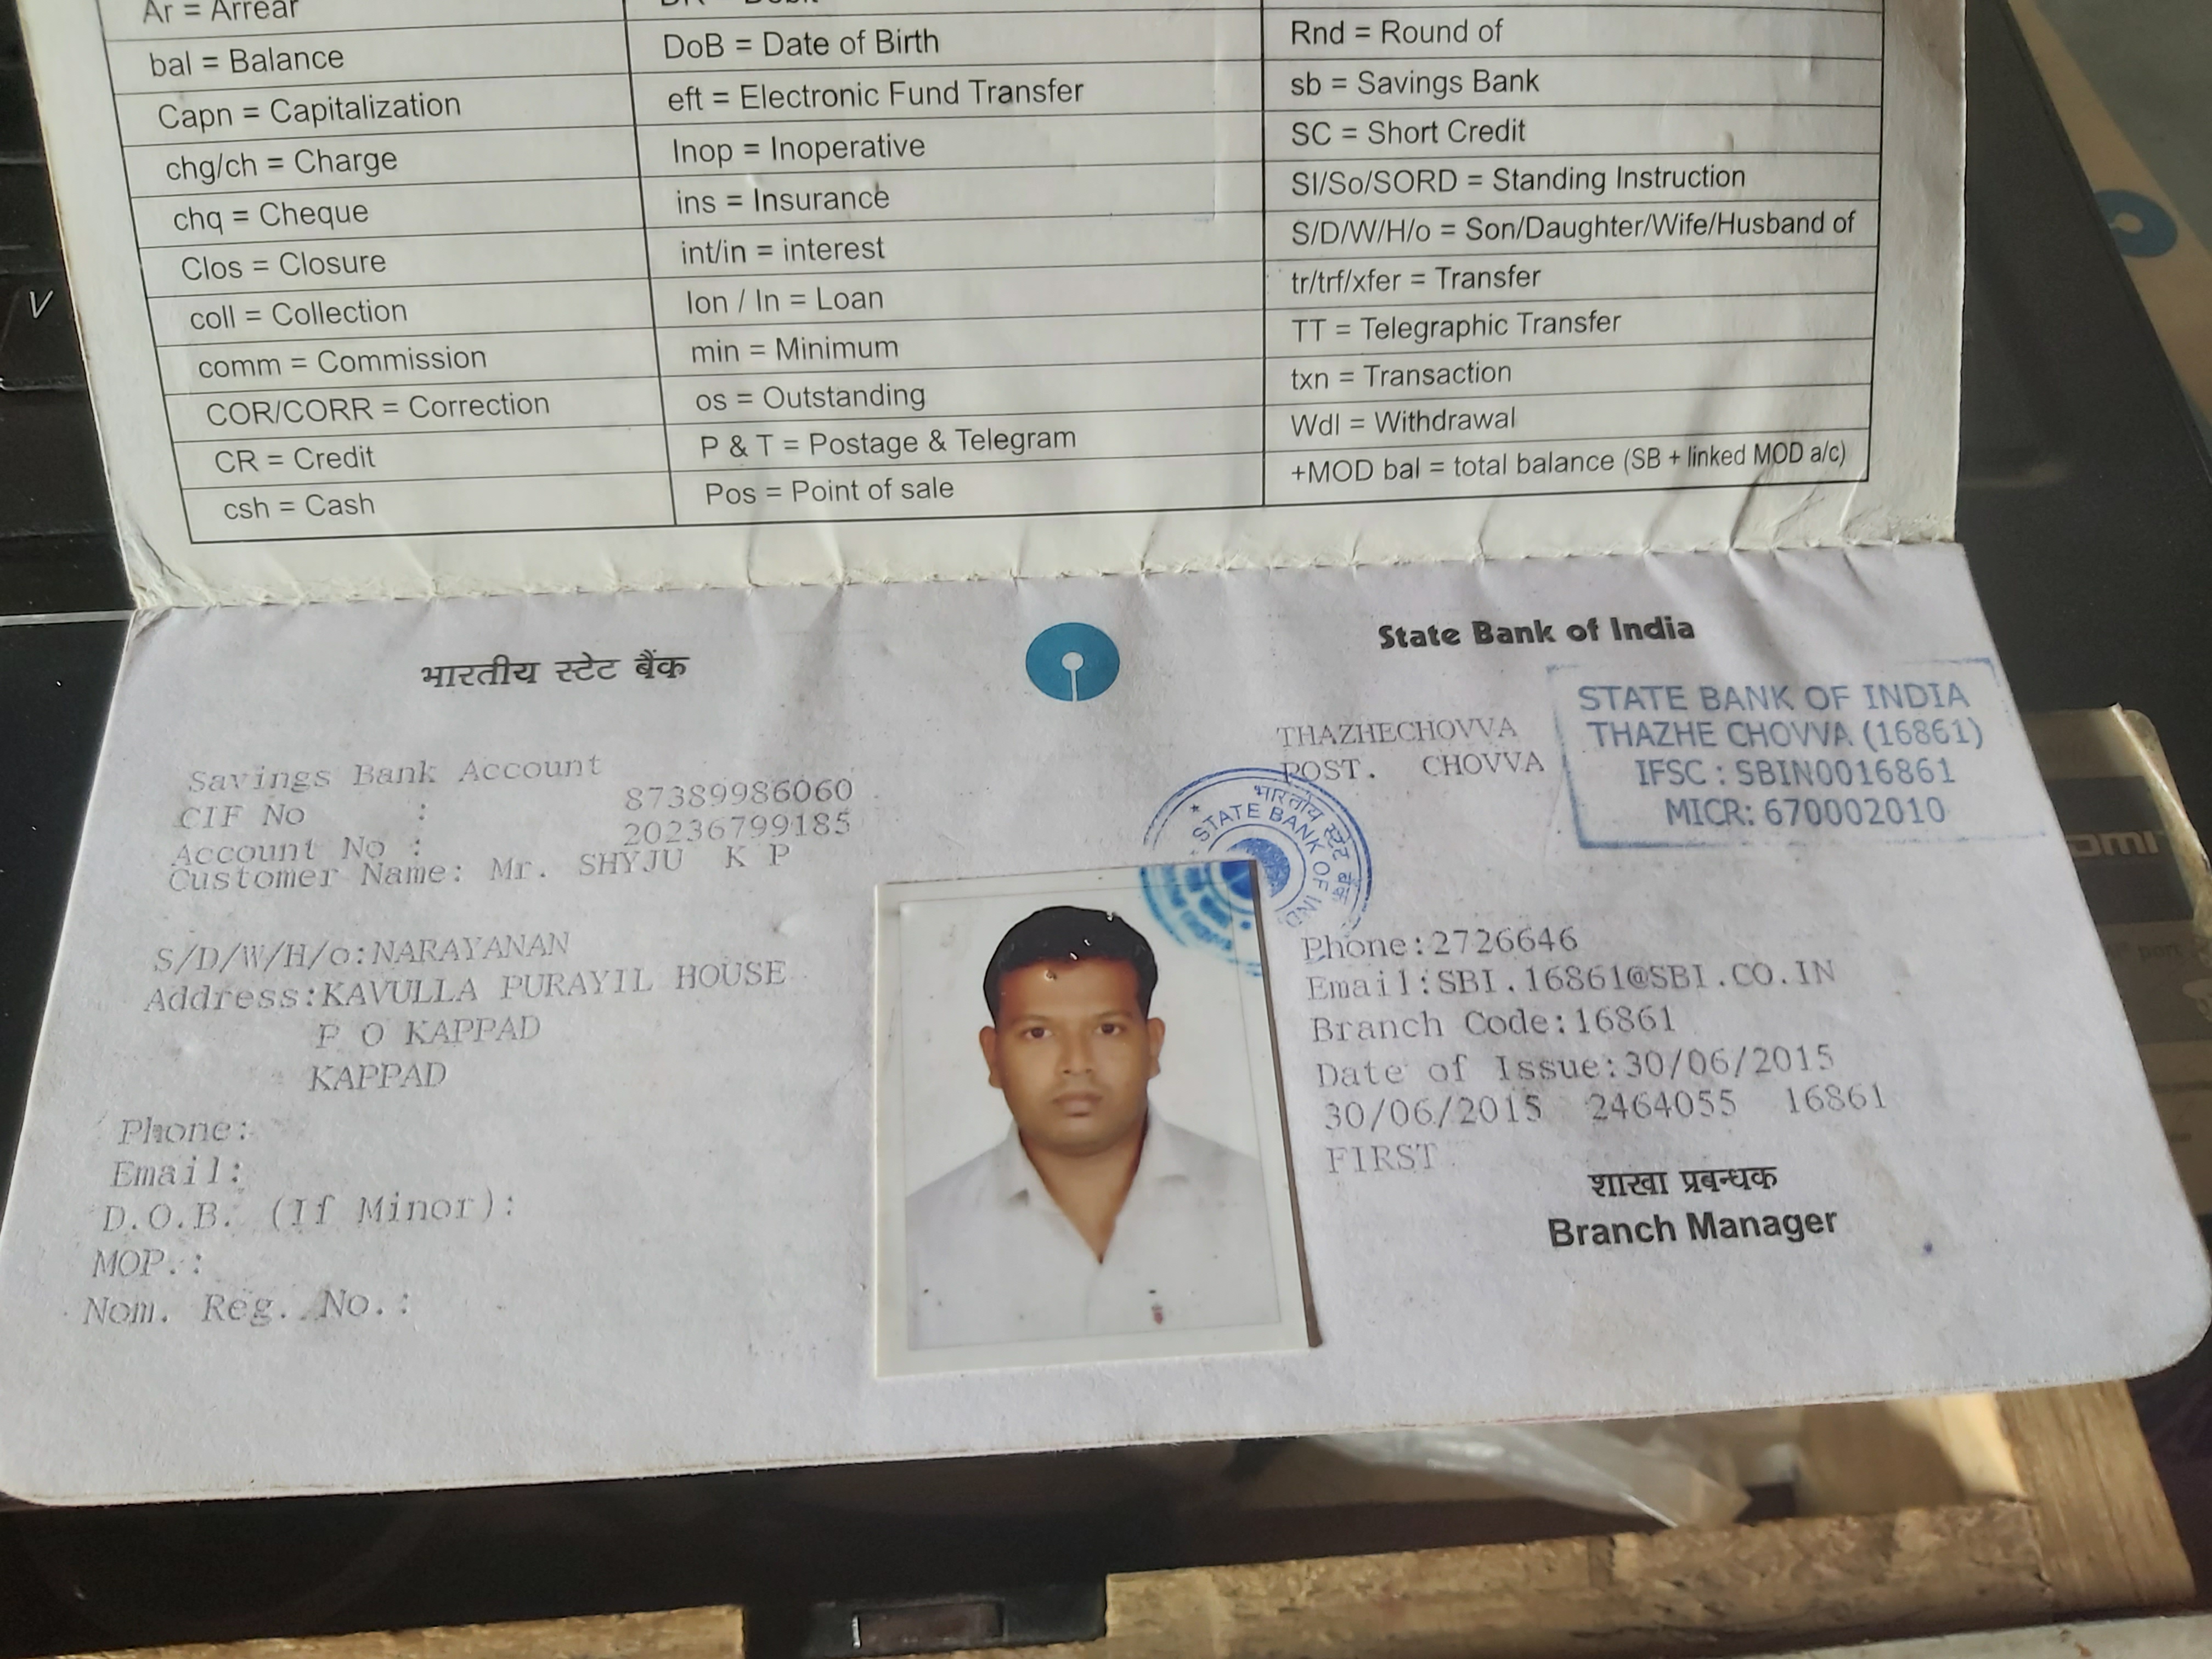 Ar = Arrear
bal = Balance
Capn = Capitalization
chg/ch = Charge
chq = Cheque
Clos = Closure
coll = Collection
comm = Commission
COR/CORR = Correction
CR = Credit
csh = Cash
DoB = Date of Birth
eft = Electronic Fund Transfer
Inop = Inoperative
ins = Insurance
int/in = interest
lon / ln = Loan
min = Minimum
os = Outstanding
P & T = Postage & Telegram
Pos = Point of sale
Rnd = Round of
sb = Savings Bank
SC = Short Credit
SI/So/SORD = Standing Instruction
S/D/W/H/o = Son/Daughter/Wife/Husband of
tr/trf/xfer = Transfer
TT = Telegraphic Transfer
txn = Transaction
Wdl = Withdrawal
+MOD bal = total balance (SB + linked MOD a/c)
V
भारतीय स्टेट बैंक
State Bank of India
Savings Bank Account
CIF No : 87389986060
Account No : 20236799185
Customer Name: Mr. SHYJU K P
S/D/W/H/o:NARAYANAN
Address:KAVULLA PURAYIL HOUSE
P O KAPPAD
KAPPAD
Phone:
Email:
D.O.B. (If Minor):
MOP.:
Nom. Reg. No.:
THAZHECHOVVA
POST. CHOVVA
STATE BANK OF INDIA
THAZHE CHOVVA (16861)
IFSC : SBIN0016861
MICR: 670002010
भारतीय स्टेट बैंक
STATE BANK OF IND
Phone:2726646
Email:SBI.16861@SBI.CO.IN
Branch Code:16861
Date of Issue:30/06/2015
30/06/2015 2464055 16861
FIRST
शाखा प्रबन्धक
Branch Manager